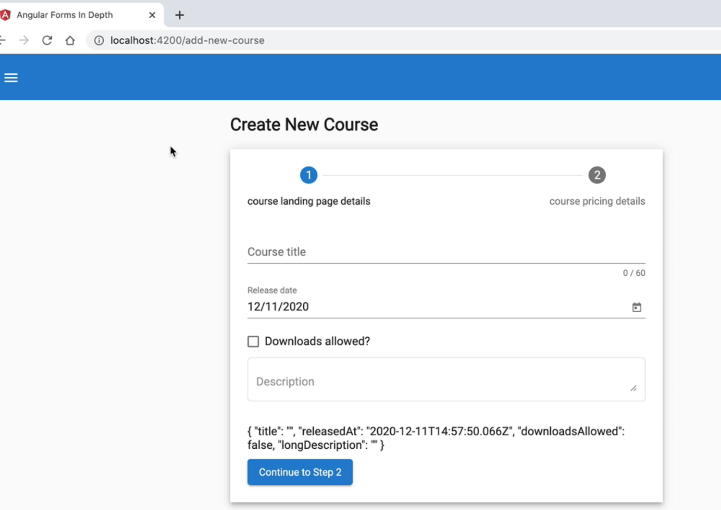 Angular Forms In Depth
localhost:4200/add-new-course
Create New Course
1
2
course landing page details
course pricing details
Course title
0 / 60
Release date
12/11/2020
Downloads allowed?
Description
{ "title": "", "releasedAt": "2020-12-11T14:57:50.066Z", "downloadsAllowed":
false, "longDescription": "" }
Continue to Step 2